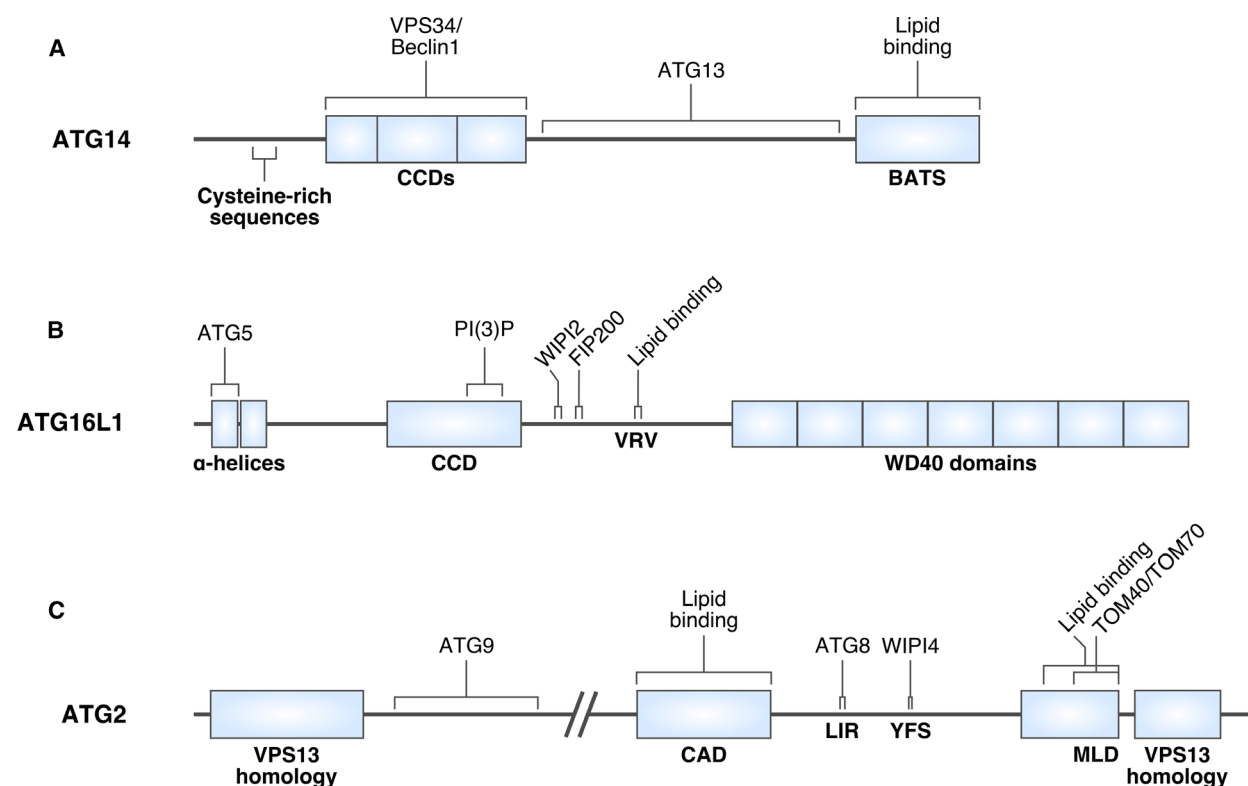 A
VPS34/
Beclin1
ATG13
Lipid
binding
ATG14
CCDs
BATS
Cysteine-rich
sequences
B
ATG5
PI(3)P
WIPI2
FIP200
Lipid binding
ATG16L1
VRV
α-helices
CCD
WD40 domains
C
Lipid
binding
Lipid binding
TOM40/TOM70
ATG9
ATG8
WIPI4
ATG2
LIR
YFS
VPS13
homology
CAD
MLD
VPS13
homology